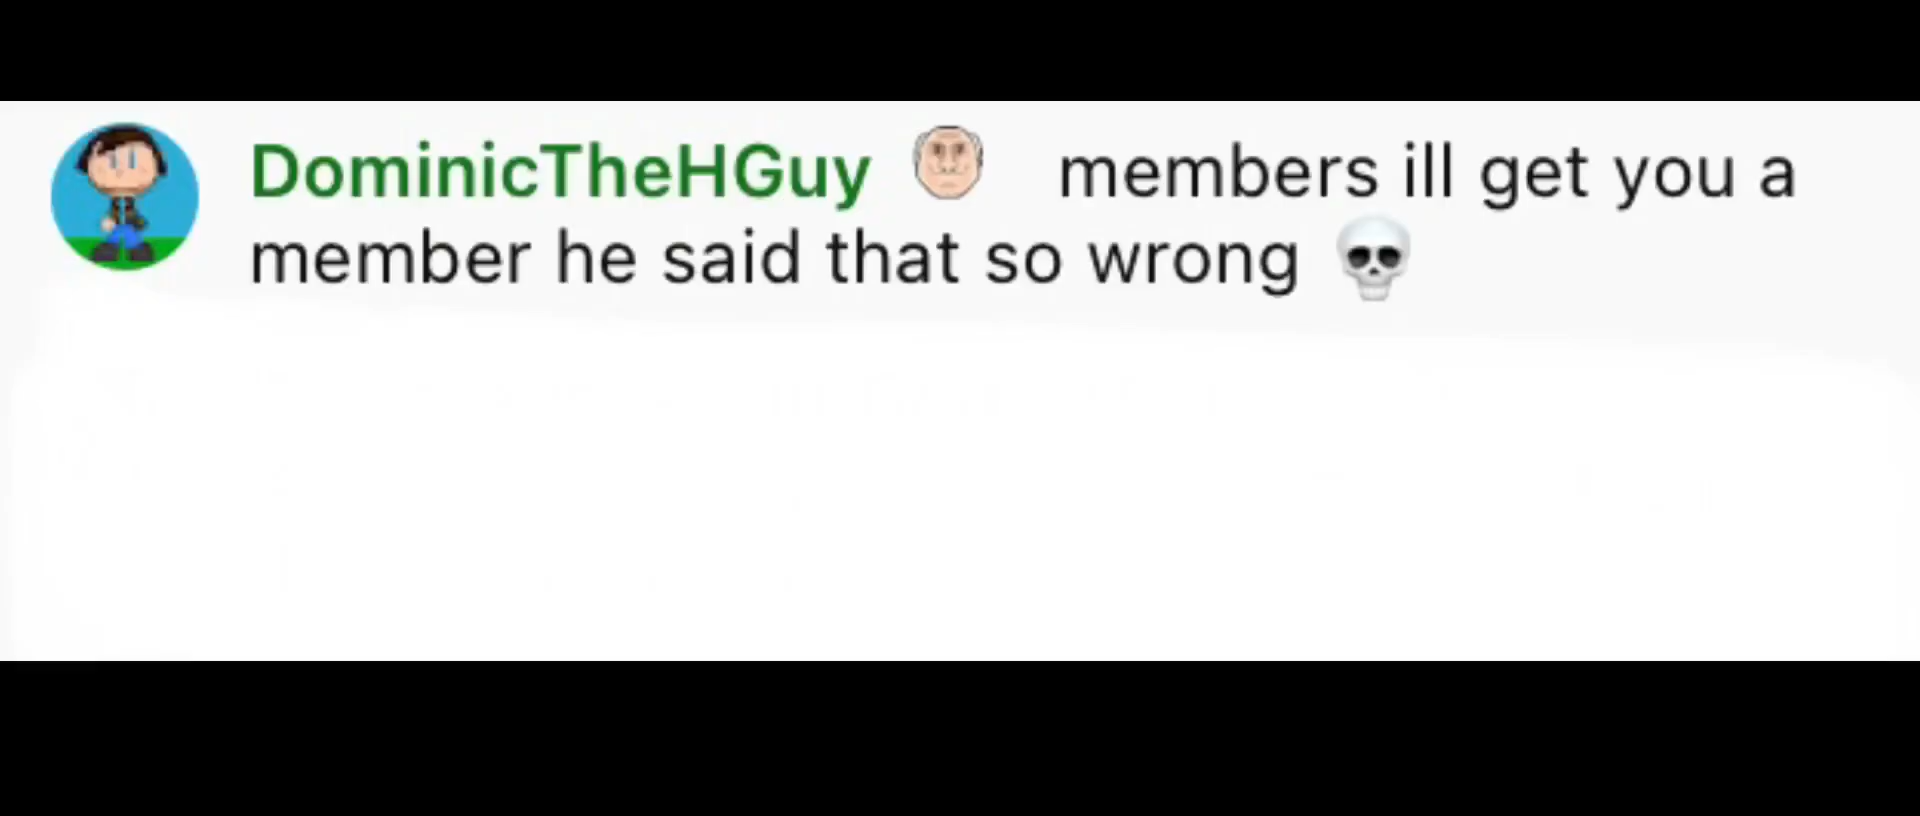 DominicTheHGuy members ill get you a
member he said that so wrong 💀